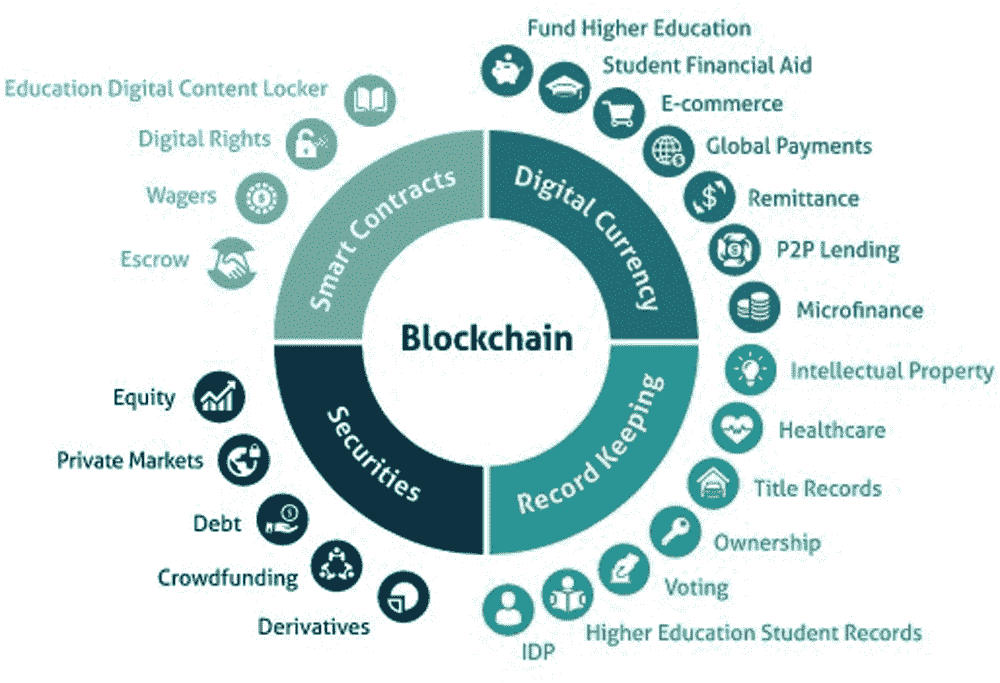 Fund Higher Education
Student Financial Aid
E-commerce
Global Payments
Remittance
P2P Lending
Microfinance
Intellectual Property
Healthcare
Title Records
Ownership
Voting
Higher Education Student Records
IDP
Education Digital Content Locker
Digital Rights
Wagers
Escrow
Equity
Private Markets
Debt
Crowdfunding
Derivatives
Smart Contracts
Digital Currency
Blockchain
Securities
Record Keeping